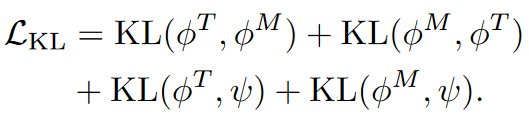 ℒ_KL = KL(ϕ^T, ϕ^M) + KL(ϕ^M, ϕ^T)
+ KL(ϕ^T, ψ) + KL(ϕ^M, ψ).